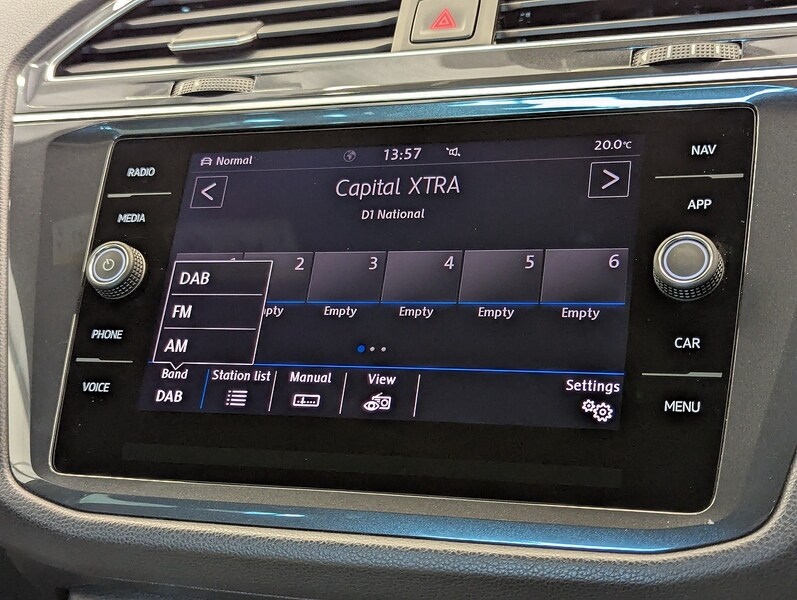 RADIO
MEDIA
PHONE
VOICE
Normal
13:57
20.0°C
<
Capital XTRA
>
D1 National
2
3
4
5
6
Empty
Empty
Empty
Empty
DAB
FM
AM
Band
DAB
Station list
Manual
View
Settings
NAV
APP
CAR
MENU